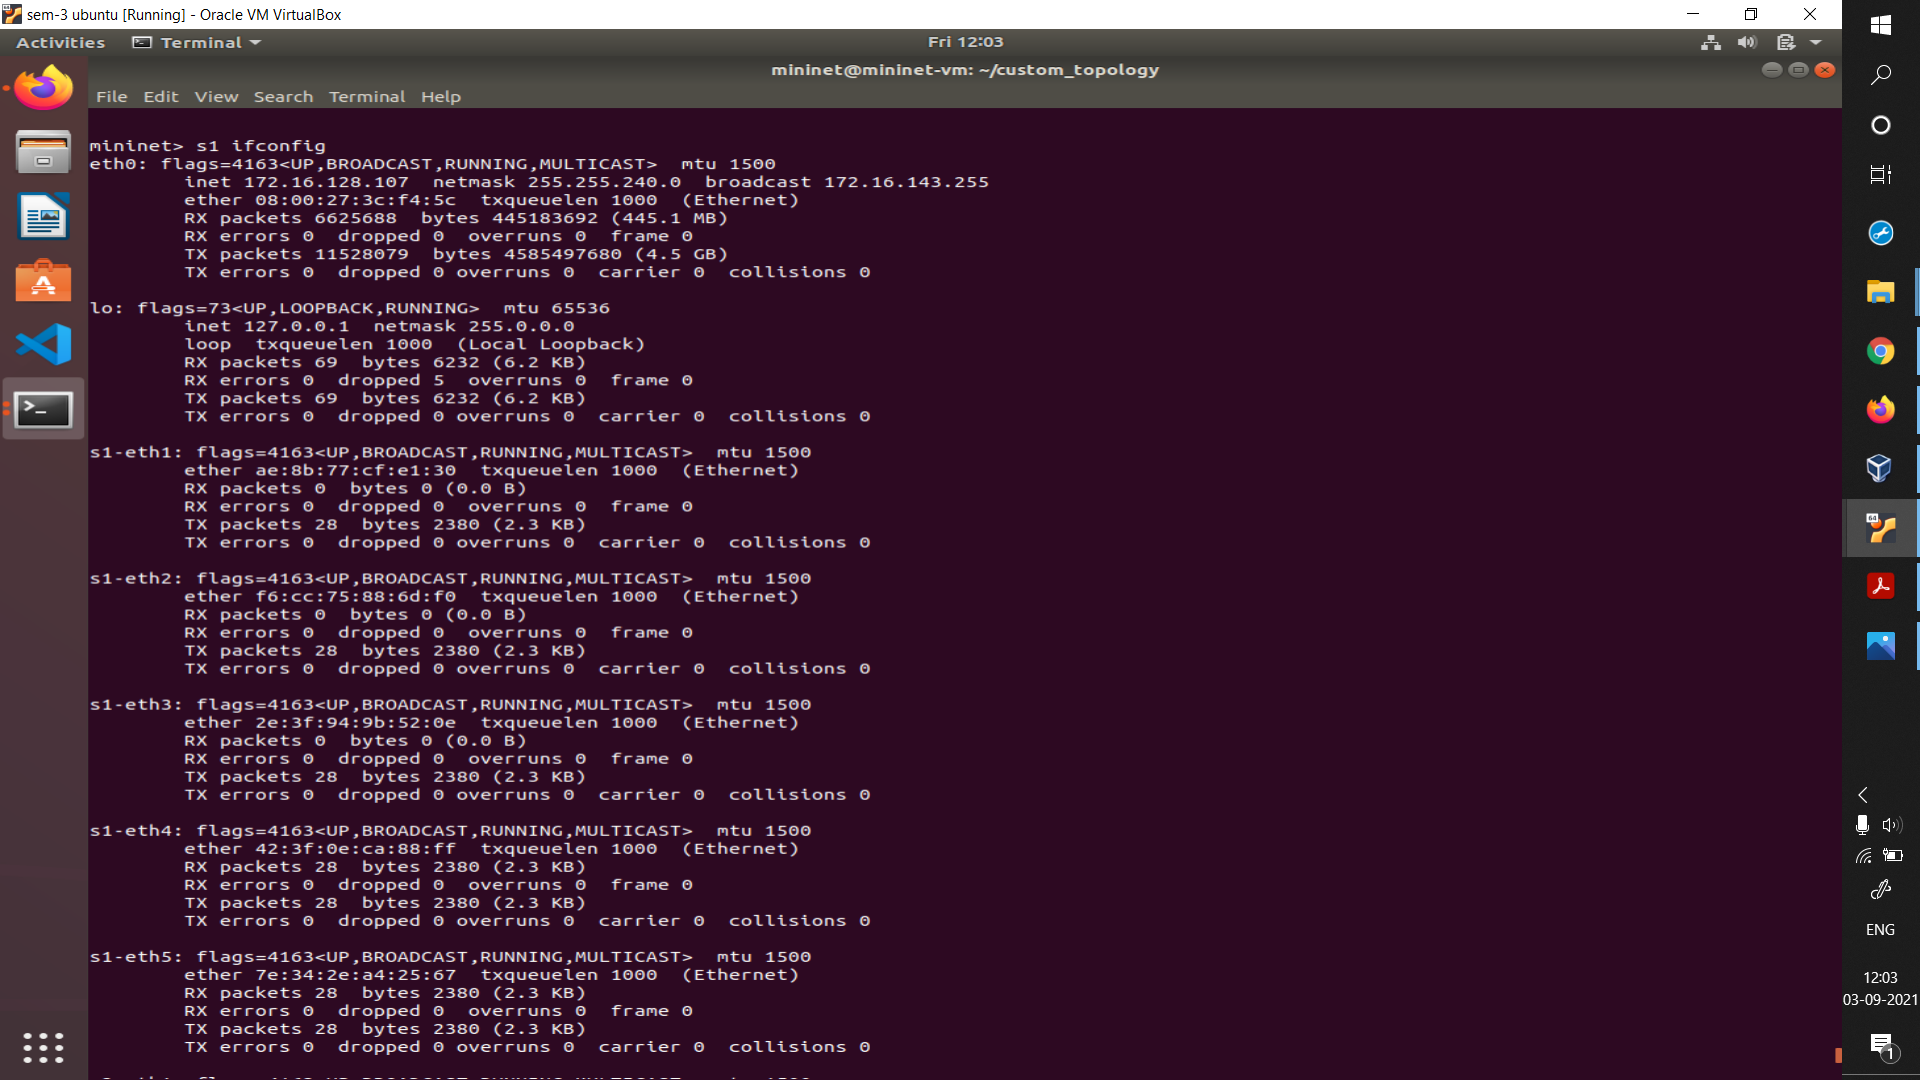 sem-3 ubuntu [Running] - Oracle VM VirtualBox
Activities Terminal Fri 12:03
mininet@mininet-vm: ~/custom_topology
File Edit View Search Terminal Help
mininet> s1 ifconfig
eth0: flags=4163<UP,BROADCAST,RUNNING,MULTICAST>  mtu 1500
        inet 172.16.128.107  netmask 255.255.240.0  broadcast 172.16.143.255
        ether 08:00:27:3c:f4:5c  txqueuelen 1000  (Ethernet)
        RX packets 6625688  bytes 445183692 (445.1 MB)
        RX errors 0  dropped 0  overruns 0  frame 0
        TX packets 11528079  bytes 4585497680 (4.5 GB)
        TX errors 0  dropped 0 overruns 0  carrier 0  collisions 0
lo: flags=73<UP,LOOPBACK,RUNNING>  mtu 65536
        inet 127.0.0.1  netmask 255.0.0.0
        loop  txqueuelen 1000  (Local Loopback)
        RX packets 69  bytes 6232 (6.2 KB)
        RX errors 0  dropped 5  overruns 0  frame 0
        TX packets 69  bytes 6232 (6.2 KB)
        TX errors 0  dropped 0 overruns 0  carrier 0  collisions 0
s1-eth1: flags=4163<UP,BROADCAST,RUNNING,MULTICAST>  mtu 1500
        ether ae:8b:77:cf:e1:30  txqueuelen 1000  (Ethernet)
        RX packets 0  bytes 0 (0.0 B)
        RX errors 0  dropped 0  overruns 0  frame 0
        TX packets 28  bytes 2380 (2.3 KB)
        TX errors 0  dropped 0 overruns 0  carrier 0  collisions 0
s1-eth2: flags=4163<UP,BROADCAST,RUNNING,MULTICAST>  mtu 1500
        ether f6:cc:75:88:6d:f0  txqueuelen 1000  (Ethernet)
        RX packets 0  bytes 0 (0.0 B)
        RX errors 0  dropped 0  overruns 0  frame 0
        TX packets 28  bytes 2380 (2.3 KB)
        TX errors 0  dropped 0 overruns 0  carrier 0  collisions 0
s1-eth3: flags=4163<UP,BROADCAST,RUNNING,MULTICAST>  mtu 1500
        ether 2e:3f:94:9b:52:0e  txqueuelen 1000  (Ethernet)
        RX packets 0  bytes 0 (0.0 B)
        RX errors 0  dropped 0  overruns 0  frame 0
        TX packets 28  bytes 2380 (2.3 KB)
        TX errors 0  dropped 0 overruns 0  carrier 0  collisions 0
s1-eth4: flags=4163<UP,BROADCAST,RUNNING,MULTICAST>  mtu 1500
        ether 42:3f:0e:ca:88:ff  txqueuelen 1000  (Ethernet)
        RX packets 28  bytes 2380 (2.3 KB)
        RX errors 0  dropped 0  overruns 0  frame 0
        TX packets 28  bytes 2380 (2.3 KB)
        TX errors 0  dropped 0 overruns 0  carrier 0  collisions 0
s1-eth5: flags=4163<UP,BROADCAST,RUNNING,MULTICAST>  mtu 1500
        ether 7e:34:2e:a4:25:67  txqueuelen 1000  (Ethernet)
        RX packets 28  bytes 2380 (2.3 KB)
        RX errors 0  dropped 0  overruns 0  frame 0
        TX packets 28  bytes 2380 (2.3 KB)
        TX errors 0  dropped 0 overruns 0  carrier 0  collisions 0
64
ENG
12:03
03-09-2021
1